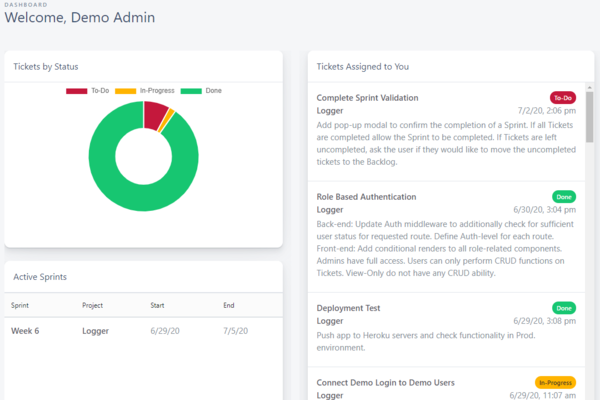 DASHBOARD
Welcome, Demo Admin
Tickets by Status
To-Do In-Progress Done
Active Sprints
Sprint Project Start End
Week 6 Logger 6/29/20 7/5/20
Tickets Assigned to You
Complete Sprint Validation To-Do
Logger 7/2/20, 2:06 pm
Add pop-up modal to confirm the completion of a Sprint. If all Tickets
are completed allow the Sprint to be completed. If Tickets are left
uncompleted, ask the user if they would like to move the uncompleted
tickets to the Backlog.
Role Based Authentication Done
Logger 6/30/20, 3:04 pm
Back-end: Update Auth middleware to additionally check for sufficient
user status for requested route. Define Auth-level for each route.
Front-end: Add conditional renders to all role-related components.
Admins have full access. Users can only perform CRUD functions on
Tickets. View-Only do not have any CRUD ability.
Deployment Test Done
Logger 6/29/20, 3:08 pm
Push app to Heroku servers and check functionality in Prod.
environment.
Connect Demo Login to Demo Users In-Progress
Logger 6/29/20, 11:07 am